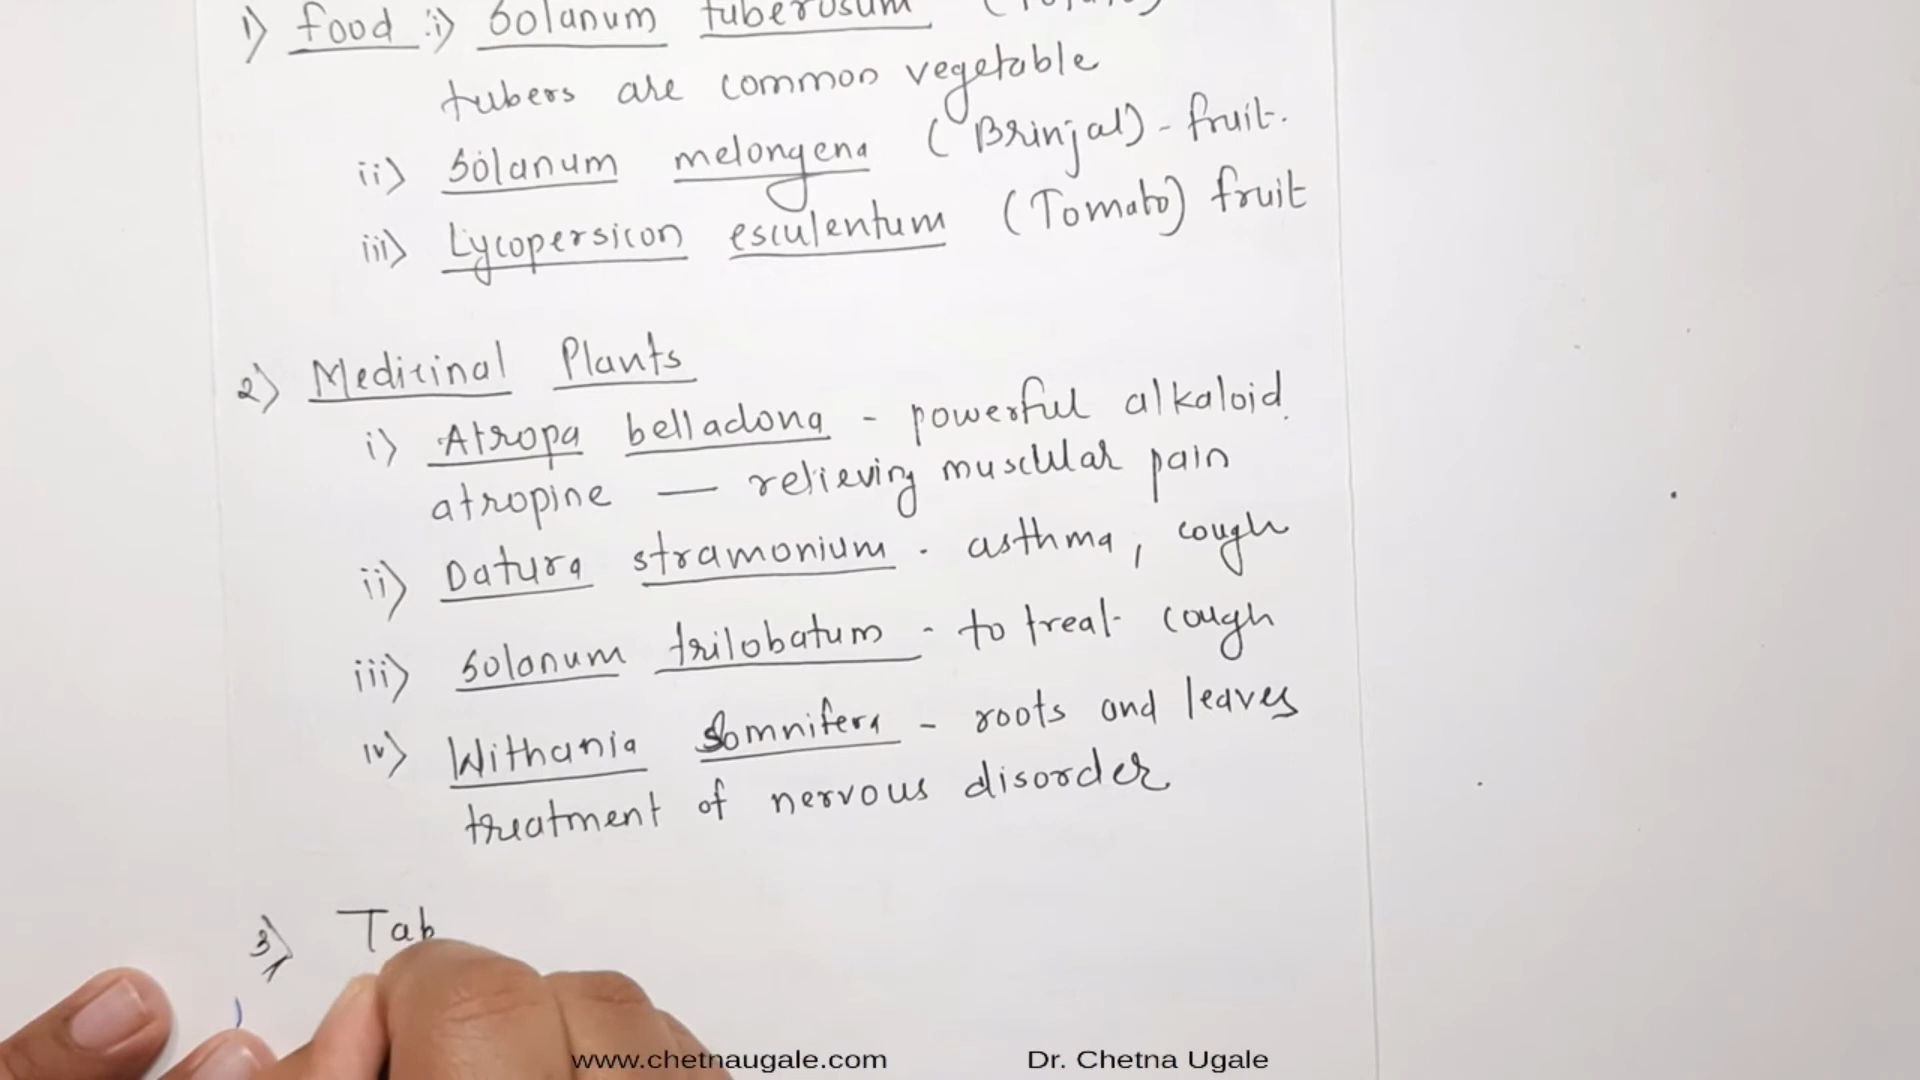 1) Food :i) Solanum tuberosum
tubers are common vegetable
ii) Solanum melongena (Brinjal) - fruit.
iii) Lycopersicon esculentum (Tomato) fruit
2) Medicinal Plants
i) Atropa belladona - powerful alkaloid
atropine — relieving muscular pain
ii) Datura stramonium - asthma, cough
iii) Solanum trilobatum - to treat cough
iv) Withania Somnifera - roots and leaves
treatment of nervous disorder
3) Tab
www.chetnaugale.com Dr. Chetna Ugale